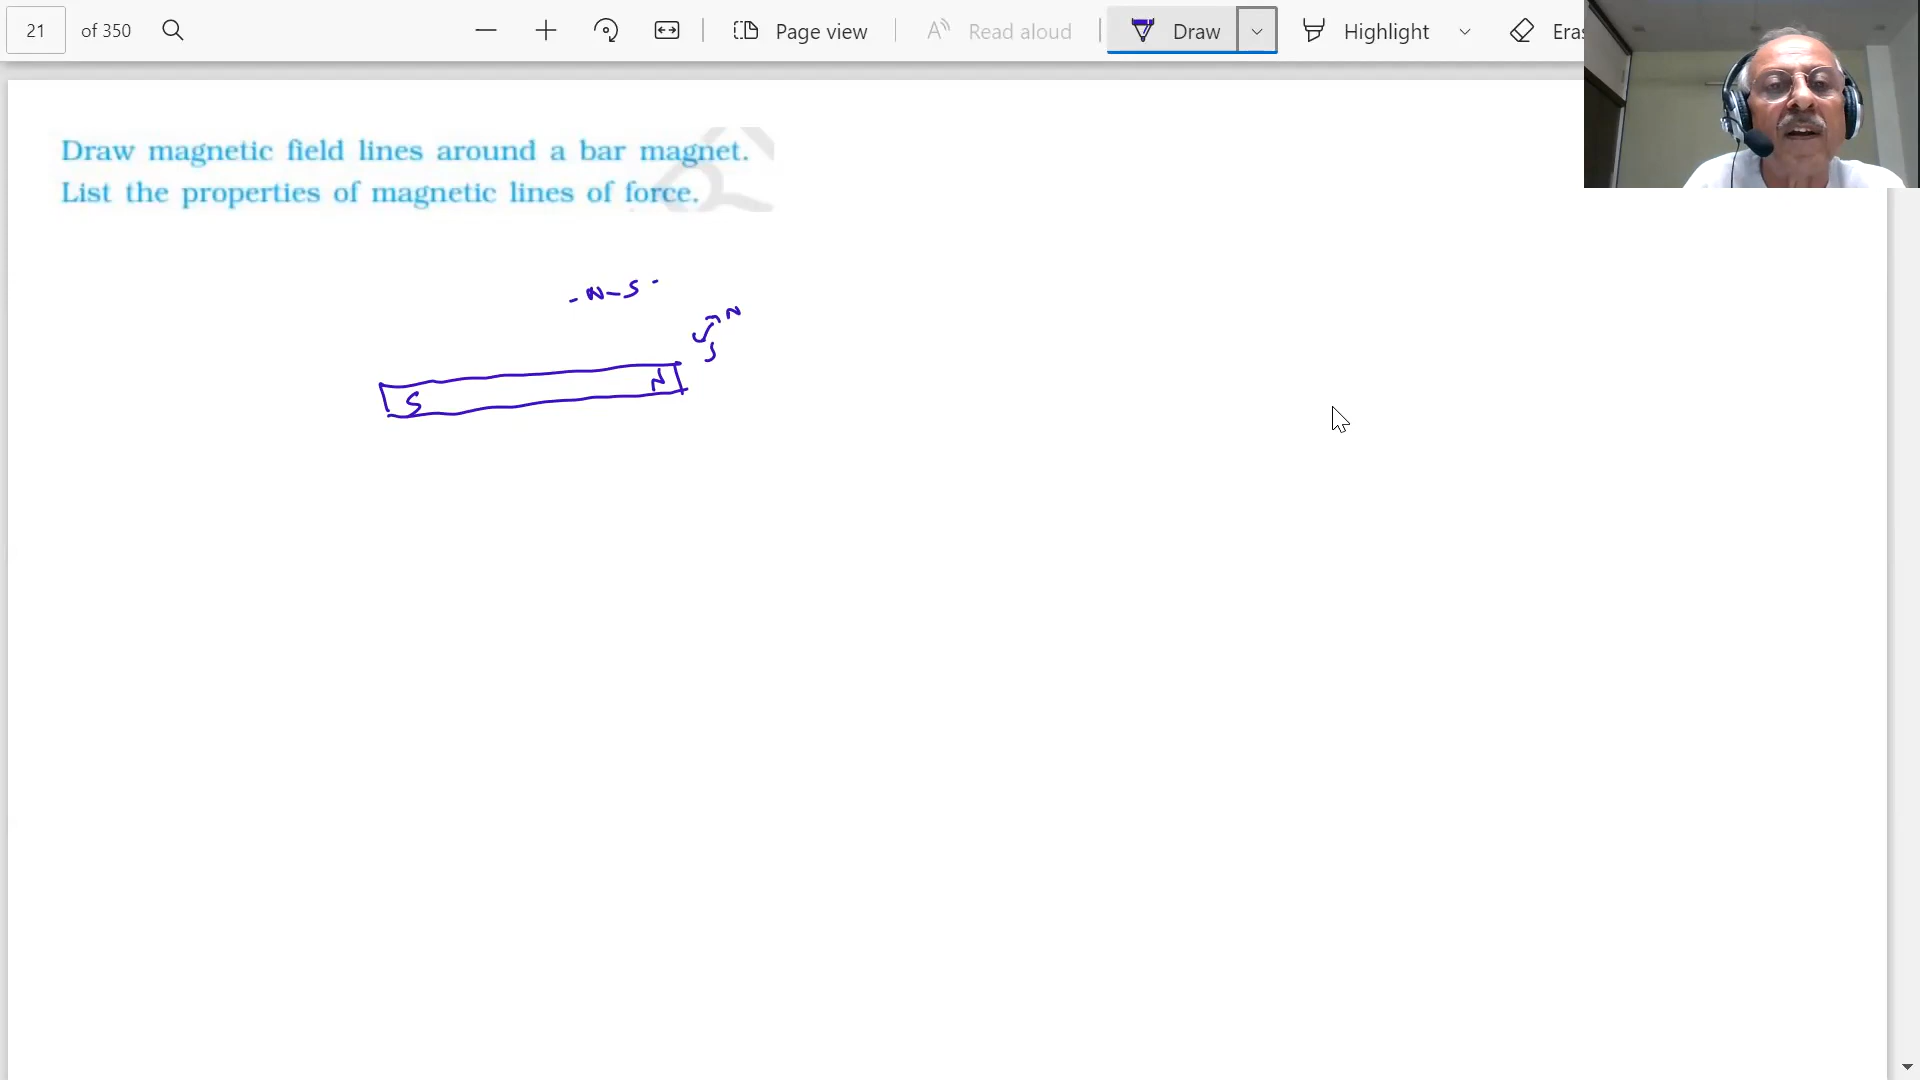 21 of 350 Page view Read aloud Draw Highlight Eras
Draw magnetic field lines around a bar magnet.
List the properties of magnetic lines of force.
- N - S -
N
S
S N